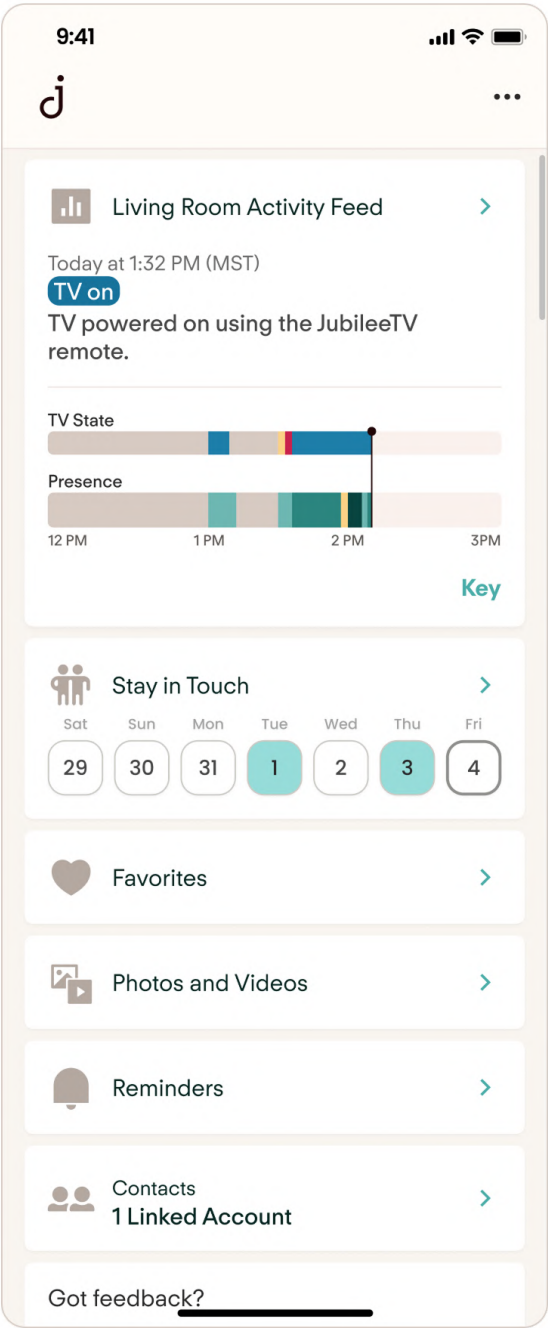 9:41
Living Room Activity Feed
Today at 1:32 PM (MST)
TV on
TV powered on using the JubileeTV
remote.
TV State
Presence
12 PM 1 PM 2 PM 3PM
Key
Stay in Touch
Sat Sun Mon Tue Wed Thu Fri
29 30 31 1 2 3 4
Favorites
Photos and Videos
Reminders
Contacts
1 Linked Account
Got feedback?